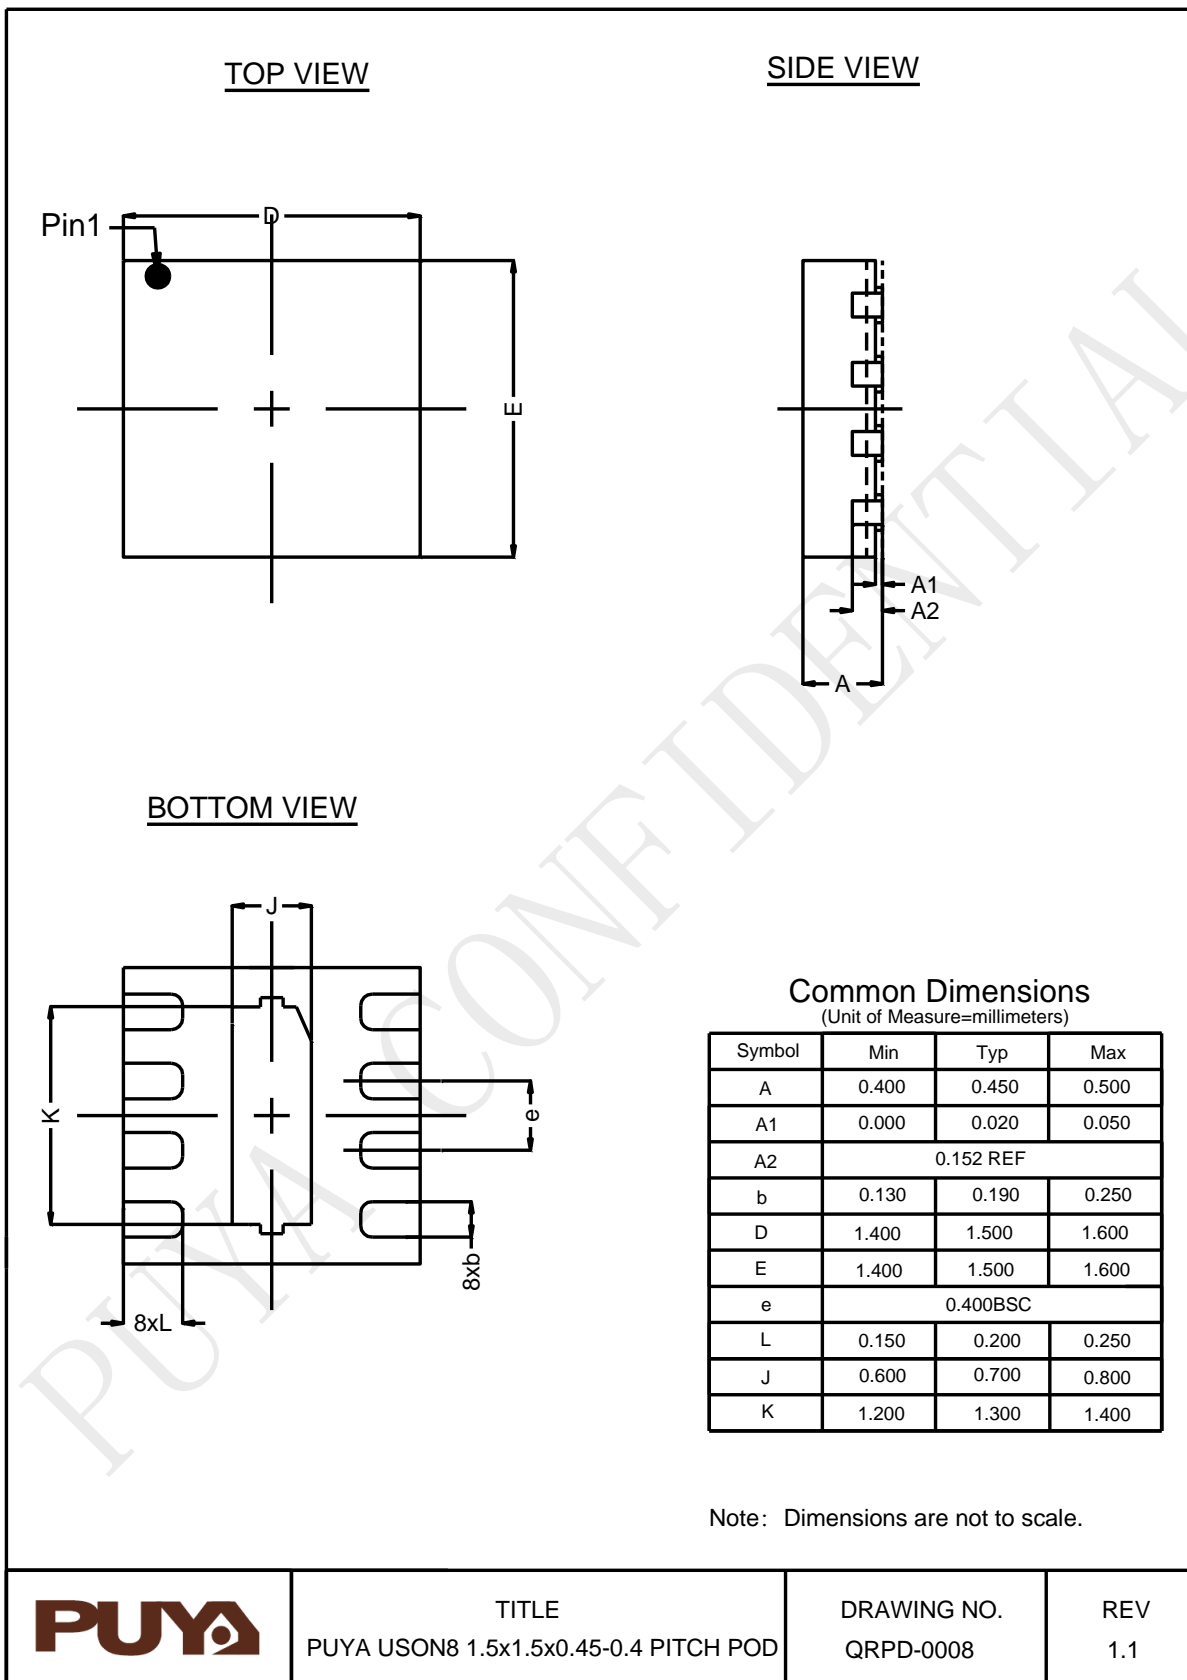 TOP VIEW
SIDE VIEW
Pin1
D
E
A1
A2
A
BOTTOM VIEW
J
K
e
8xb
8xL
Common Dimensions
(Unit of Measure=millimeters)
Symbol Min Typ Max
A 0.400 0.450 0.500
A1 0.000 0.020 0.050
A2 0.152 REF
b 0.130 0.190 0.250
D 1.400 1.500 1.600
E 1.400 1.500 1.600
e 0.400BSC
L 0.150 0.200 0.250
J 0.600 0.700 0.800
K 1.200 1.300 1.400
Note: Dimensions are not to scale.
PUYA CONFIDENTIAL
PUYA
TITLE
PUYA USON8 1.5x1.5x0.45-0.4 PITCH POD
DRAWING NO.
QRPD-0008
REV
1.1